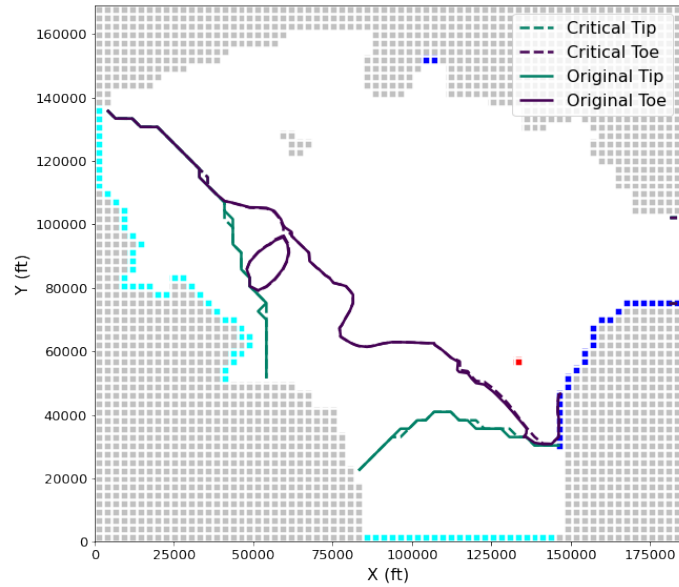 Critical Tip
Critical Toe
Original Tip
Original Toe
160000
140000
120000
100000
80000
60000
40000
20000
0
Y (ft)
0 25000 50000 75000 100000 125000 150000 175000
X (ft)